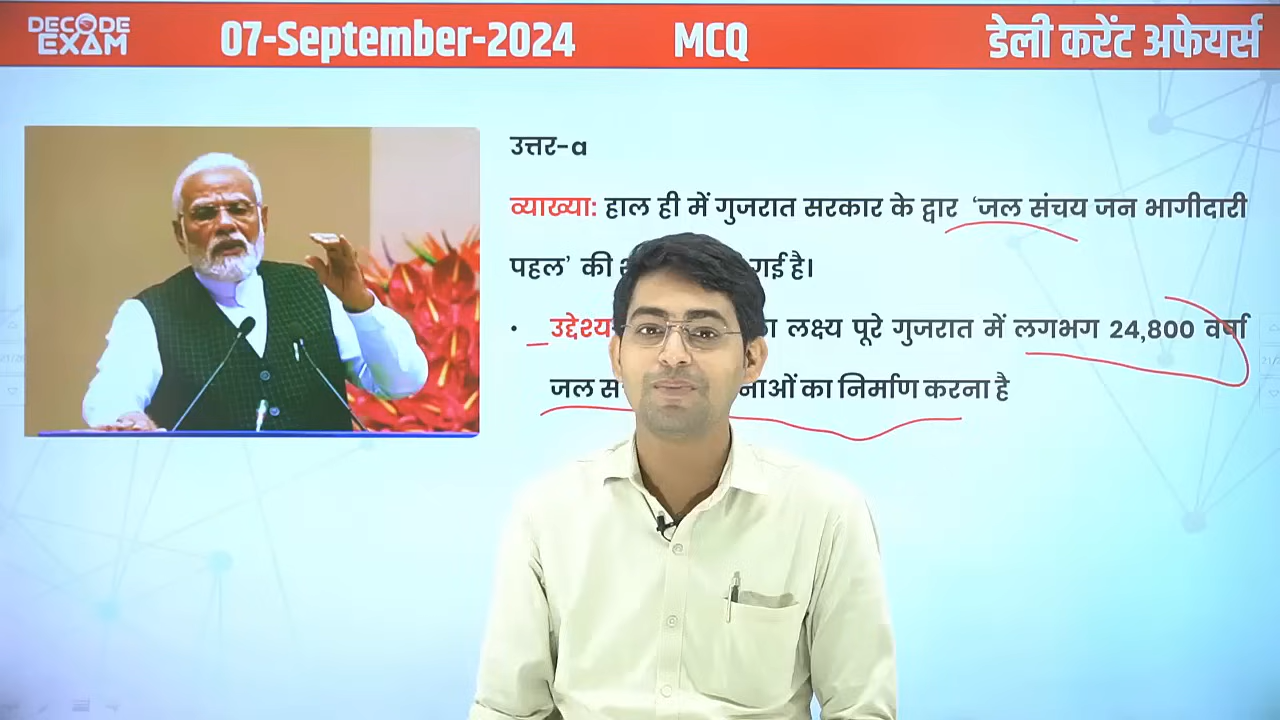 DECODE EXAM
07-September-2024 MCQ डेली करेंट अफेयर्स
उत्तर-a
व्याख्या: हाल ही में गुजरात सरकार के द्वार ‘जल संचय जन भागीदारी
पहल’ की गई है।
• उद्देश्य लक्ष्य पूरे गुजरात में लगभग 24,800 वर्षा
जल का निर्माण करना है